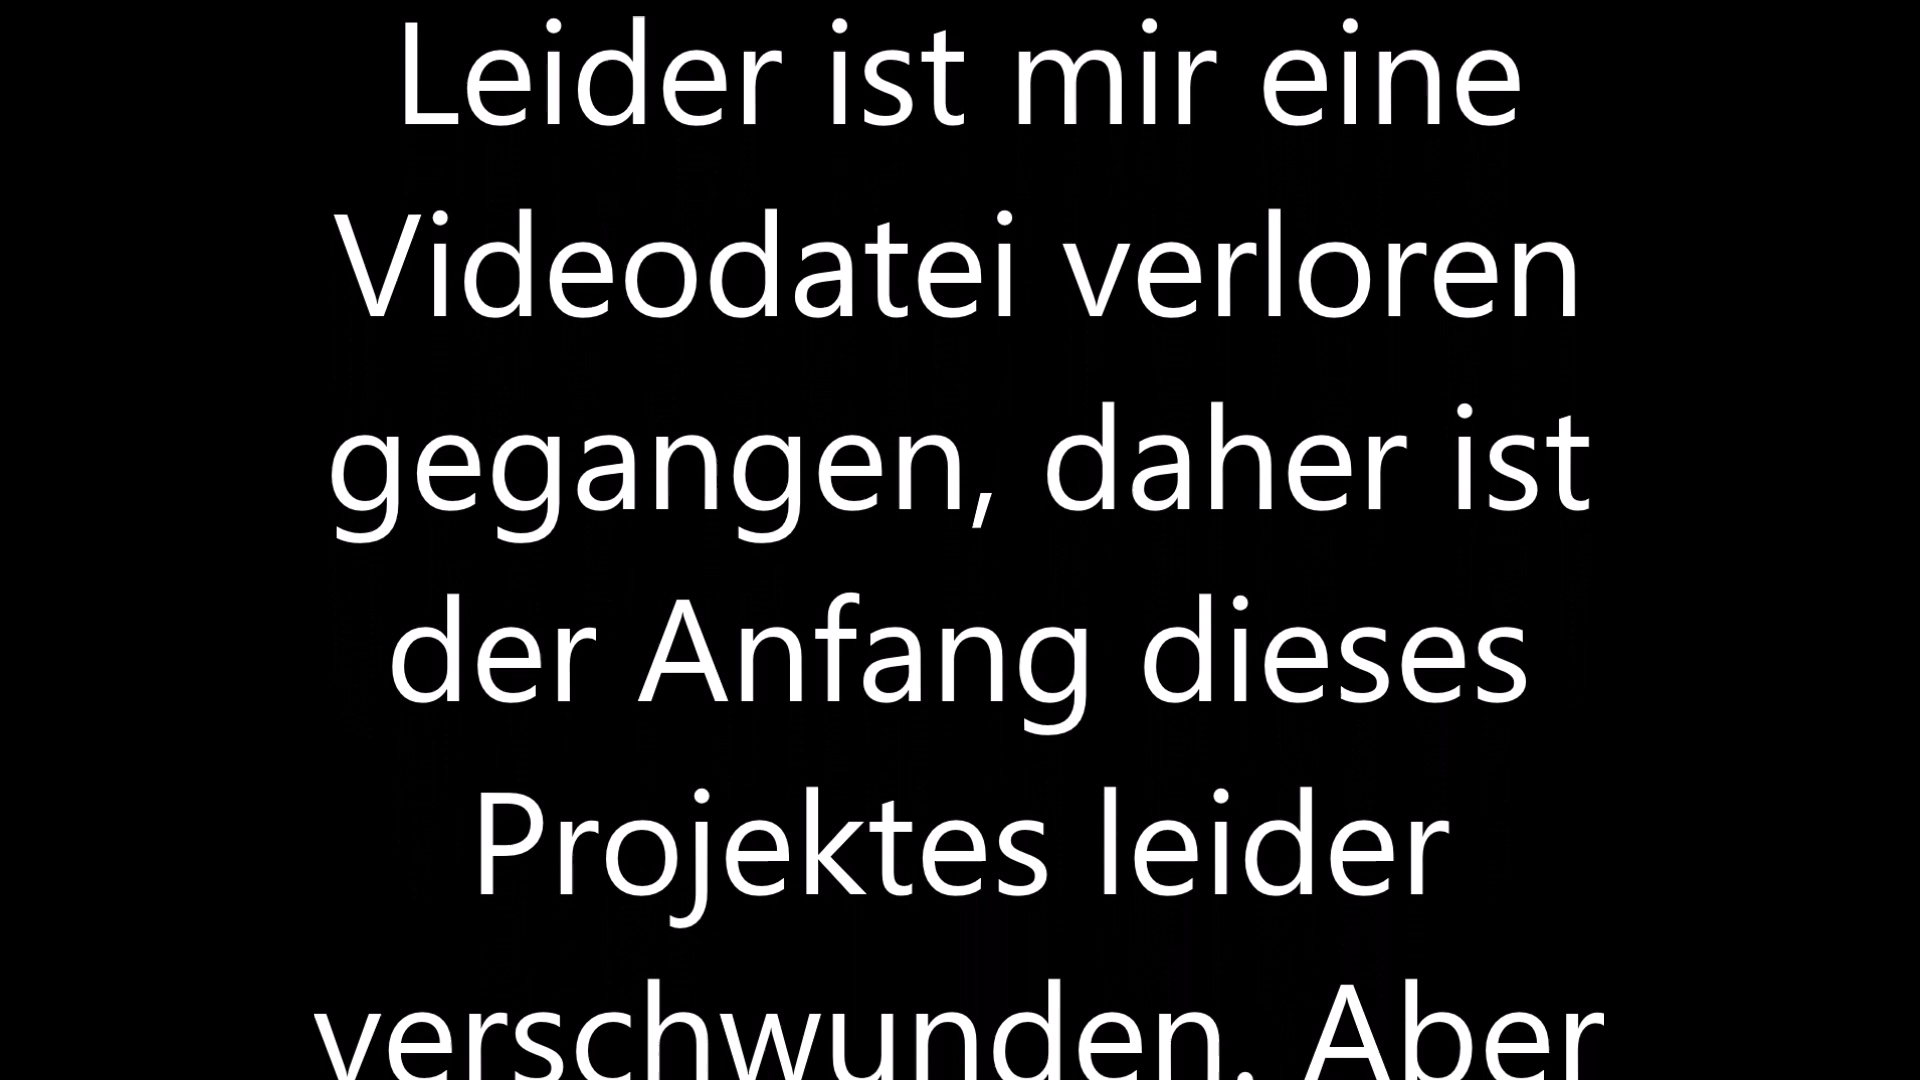 Leider ist mir eine
Videodatei verloren
gegangen, daher ist
der Anfang dieses
Projektes leider
verschwunden. Aber